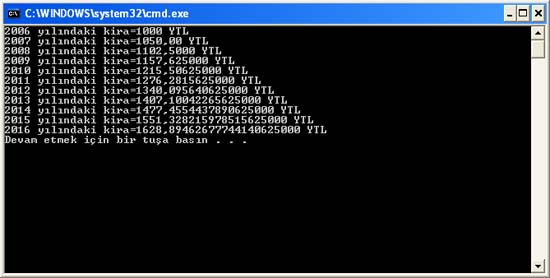 C:\WINDOWS\system32\cmd.exe
2006 yılındaki kira=1000 YTL
2007 yılındaki kira=1050,00 YTL
2008 yılındaki kira=1102,5000 YTL
2009 yılındaki kira=1157,625000 YTL
2010 yılındaki kira=1215,50625000 YTL
2011 yılındaki kira=1276,2815625000 YTL
2012 yılındaki kira=1340,095640625000 YTL
2013 yılındaki kira=1407,10042265625000 YTL
2014 yılındaki kira=1477,4554437890625000 YTL
2015 yılındaki kira=1551,328215978515625000 YTL
2016 yılındaki kira=1628,89462677744140625000 YTL
Devam etmek için bir tuşa basın . . .